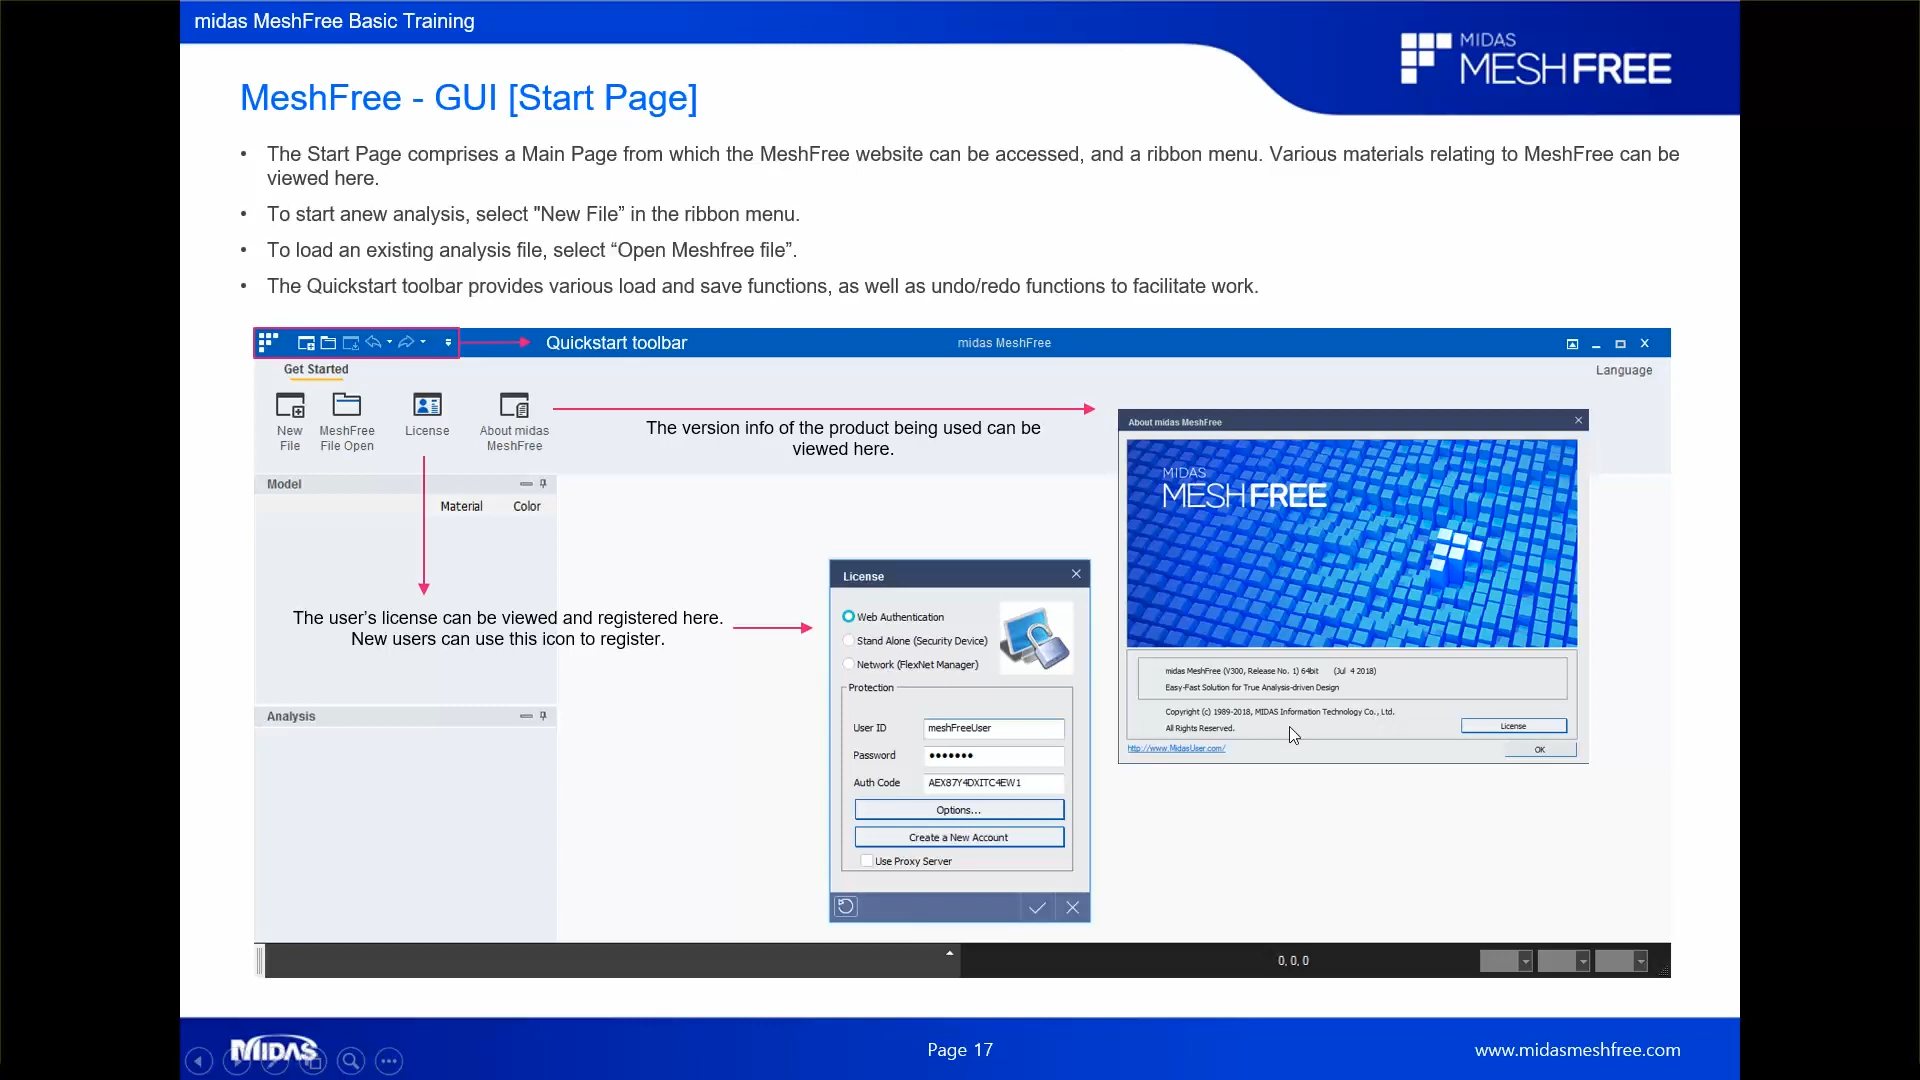 midas MeshFree Basic Training
MIDAS
MESHFREE
MeshFree - GUI [Start Page]
• The Start Page comprises a Main Page from which the MeshFree website can be accessed, and a ribbon menu. Various materials relating to MeshFree can be
viewed here.
• To start anew analysis, select "New File” in the ribbon menu.
• To load an existing analysis file, select “Open Meshfree file”.
• The Quickstart toolbar provides various load and save functions, as well as undo/redo functions to facilitate work.
Quickstart toolbar
midas MeshFree
Get Started
Language
New
File
MeshFree
File Open
License
About midas
MeshFree
The version info of the product being used can be
viewed here.
About midas MeshFree
MIDAS
MESHFREE
midas MeshFree (V300, Release No. 1) 64bit (Jul 4 2018)
Easy-Fast Solution for True Analysis-driven Design
Copyright (c) 1989-2018, MIDAS Information Technology Co., Ltd.
All Rights Reserved.
License
http://www.MidasUser.com/
OK
Model
Material Color
The user’s license can be viewed and registered here.
New users can use this icon to register.
Analysis
License
Web Authentication
Stand Alone (Security Device)
Network (FlexNet Manager)
Protection
User ID meshFreeUser
Password •••••••
Auth Code AEX87Y4DXITC4EW1
Options...
Create a New Account
Use Proxy Server
0, 0, 0
MIDAS
Page 17
www.midasmeshfree.com